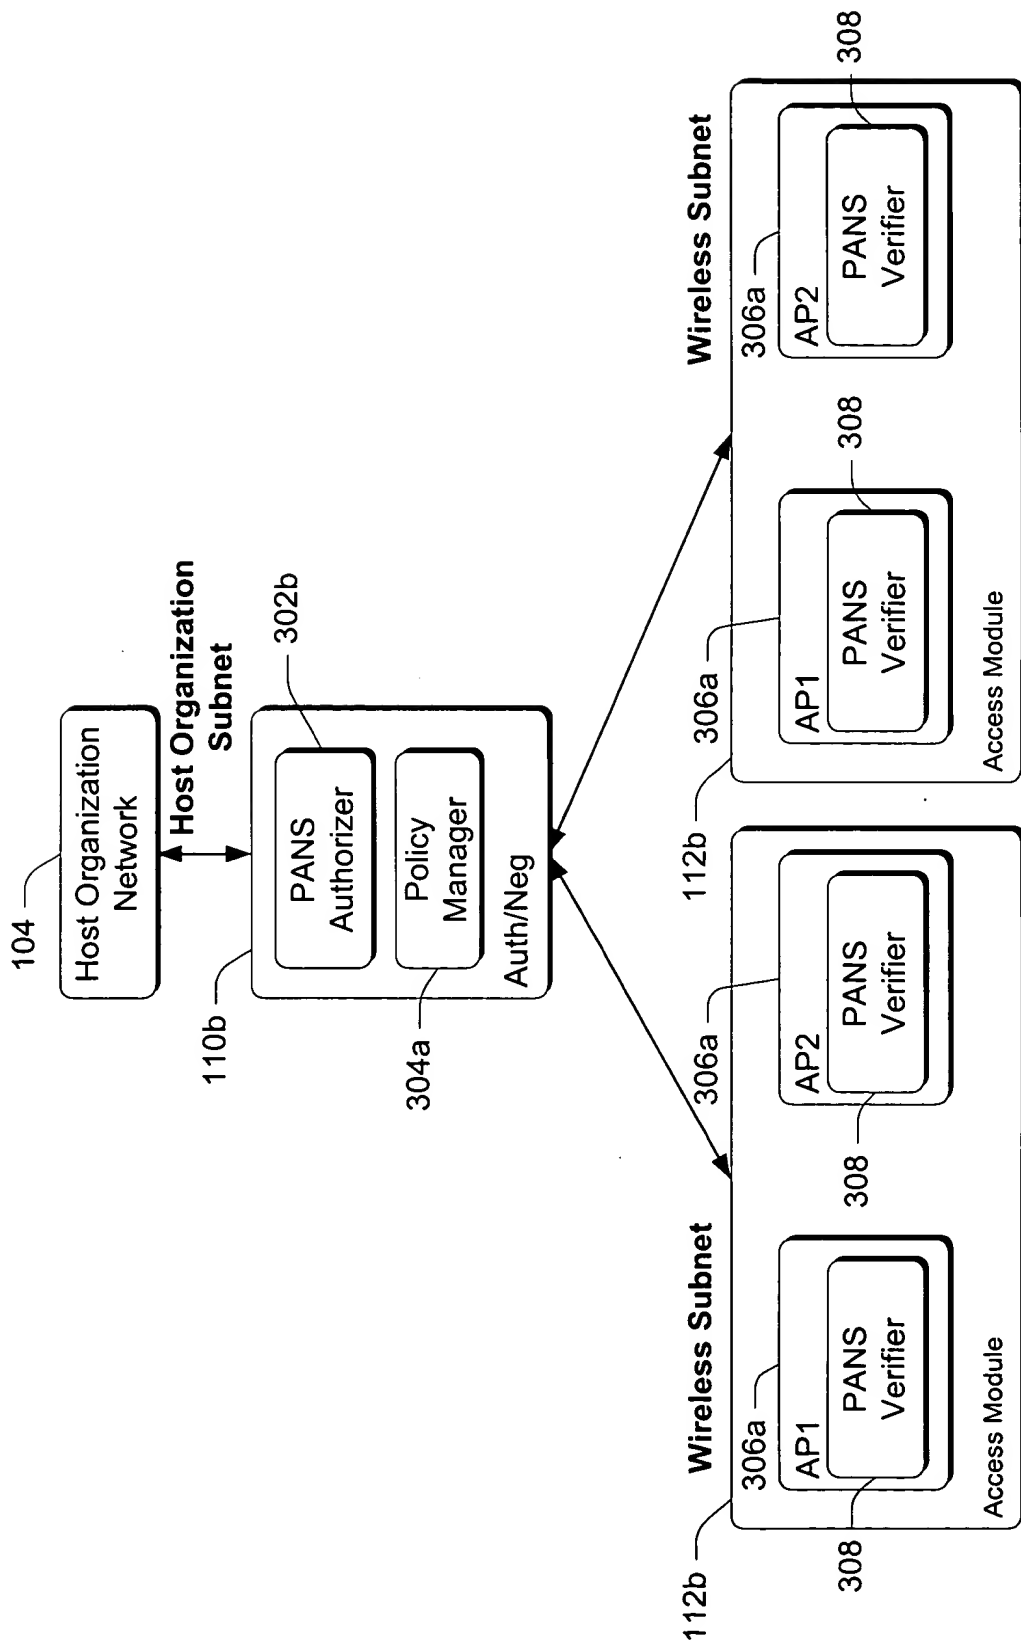 104
Host Organization
Network
Host Organization
Subnet
110b
302b
PANS
Authorizer
Policy
Manager
304a
Auth/Neg
Wireless Subnet
112b
306a
AP1
PANS
Verifier
308
306a
AP2
PANS
Verifier
308
Access Module
Wireless Subnet
112b
306a
AP1
PANS
Verifier
308
306a
AP2
PANS
Verifier
308
Access Module